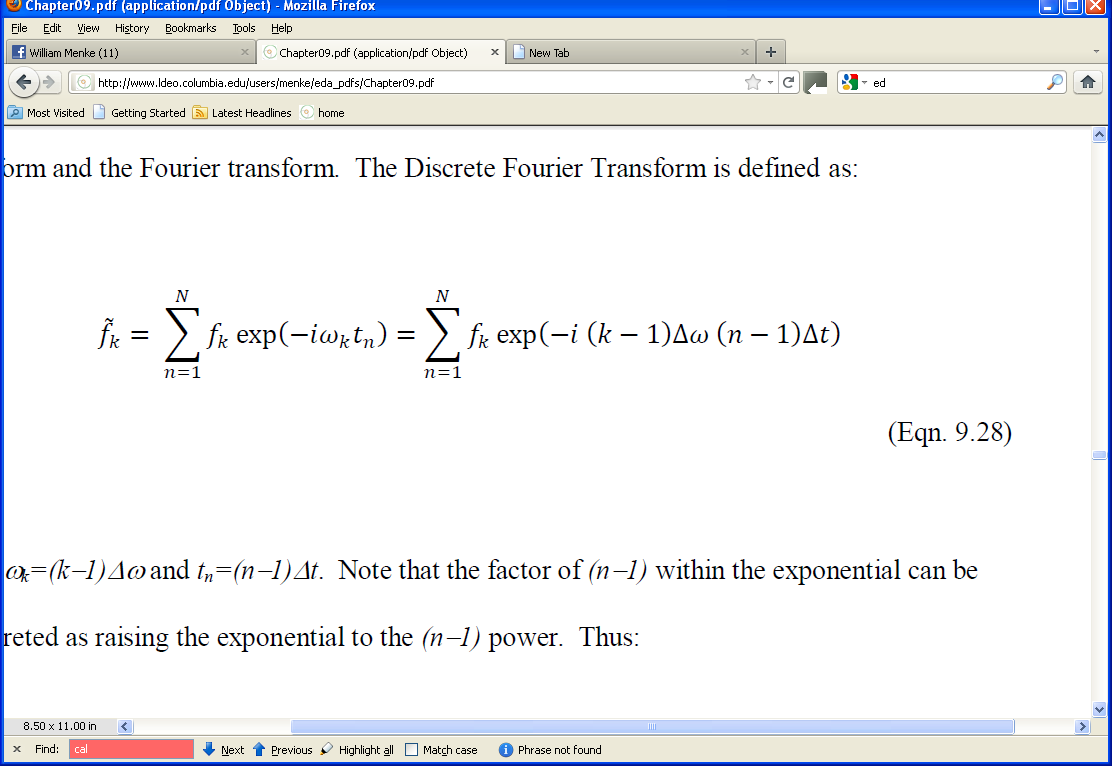 Chapter09.pdf (application/pdf Object) - Mozilla Firefox
File Edit View History Bookmarks Tools Help
William Menke (11) × Chapter09.pdf (application/pdf Object) × New Tab × +
http://www.ldeo.columbia.edu/users/menke/eda_pdfs/Chapter09.pdf ed
Most Visited Getting Started Latest Headlines home
orm and the Fourier transform. The Discrete Fourier Transform is defined as:
f̃ₖ = ∑ₙ₌₁ᴺ fₖ exp(−iωₖtₙ) = ∑ₙ₌₁ᴺ fₖ exp(−i (k − 1)Δω (n − 1)Δt)
(Eqn. 9.28)
ωₖ=(k−1)Δω and tₙ=(n−1)Δt. Note that the factor of (n−1) within the exponential can be
reted as raising the exponential to the (n−1) power. Thus:
8.50 x 11.00 in
× Find: cal Next Previous Highlight all Match case Phrase not found